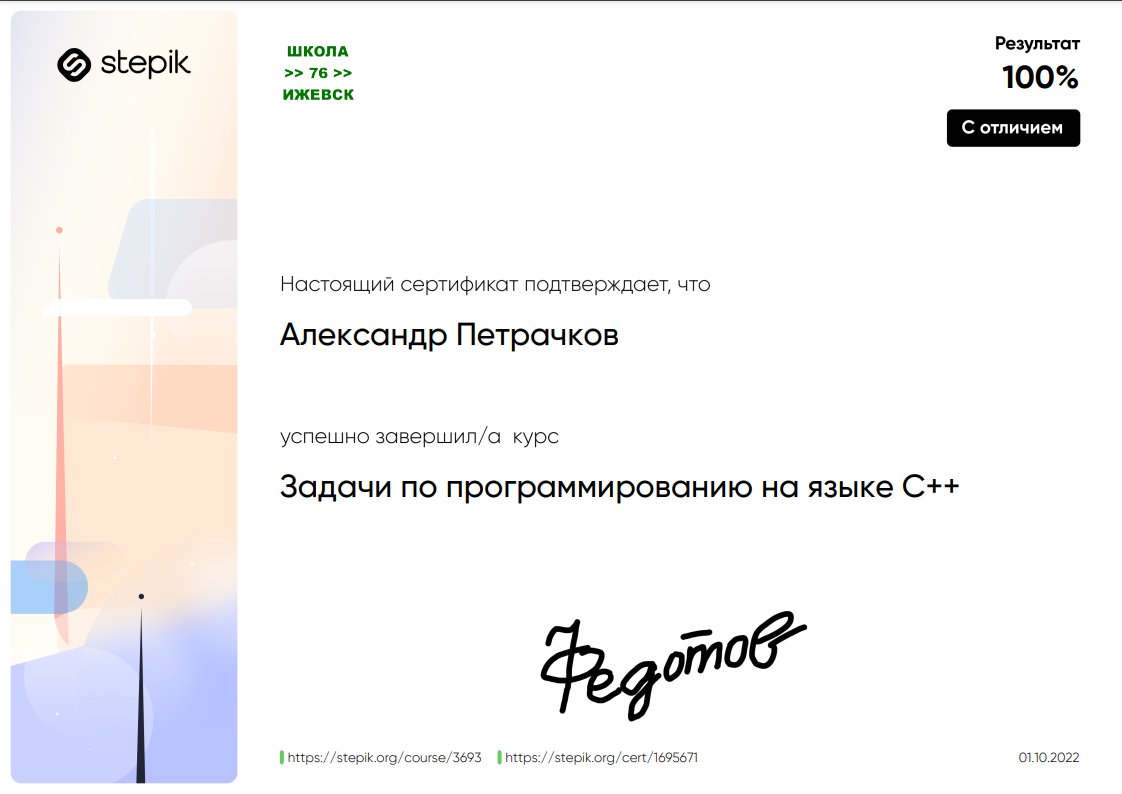 stepik
ШКОЛА
>> 76 >>
ИЖЕВСК
Результат
100%
С отличием
Настоящий сертификат подтверждает, что
Александр Петрачков
успешно завершил/а курс
Задачи по программированию на языке C++
Федотов
https://stepik.org/course/3693
https://stepik.org/cert/1695671
01.10.2022